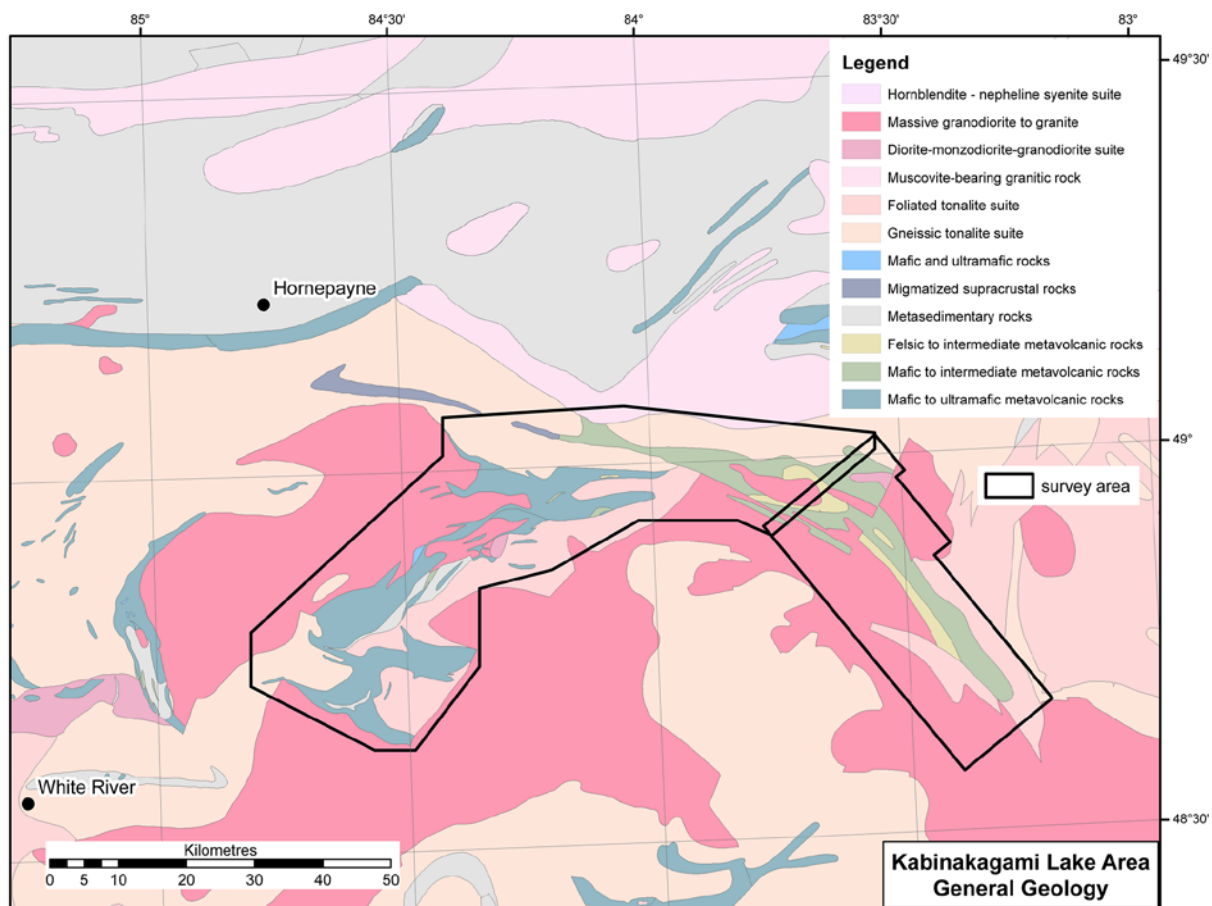 85°
84°30'
84°
83°30'
83°
49°30'
Legend
Hornblendite - nepheline syenite suite
Massive granodiorite to granite
Diorite-monzodiorite-granodiorite suite
Muscovite-bearing granitic rock
Foliated tonalite suite
Gneissic tonalite suite
Mafic and ultramafic rocks
Migmatized supracrustal rocks
Metasedimentary rocks
Felsic to intermediate metavolcanic rocks
Mafic to intermediate metavolcanic rocks
Mafic to ultramafic metavolcanic rocks
Hornepayne
49°
survey area
White River
48°30'
Kilometres
0 5 10 20 30 40 50
Kabinakagami Lake Area
General Geology